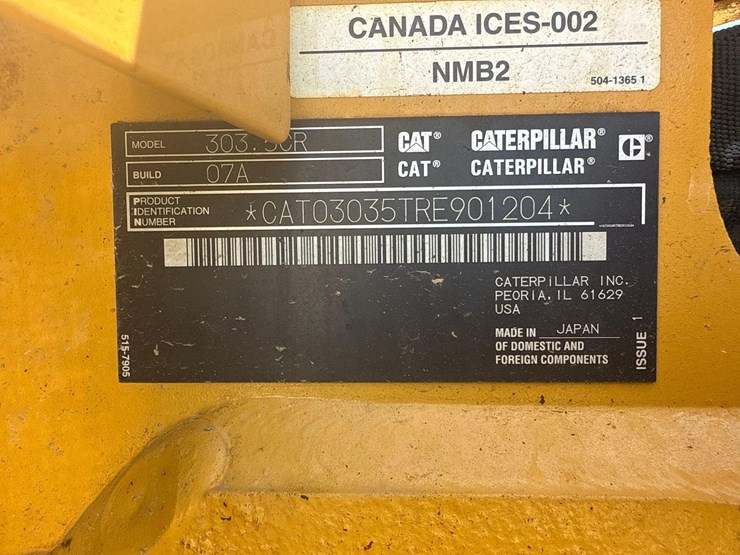 CANADA ICES-002
NMB2
504-1365 1
MODEL 303.5CR
CAT® CATERPILLAR®
BUILD 07A
CAT® CATERPILLAR®
PRODUCT IDENTIFICATION NUMBER
*CAT03035TRE901204*
CATERPILLAR INC.
PEORIA, IL 61629
USA
MADE IN JAPAN
OF DOMESTIC AND
FOREIGN COMPONENTS
ISSUE 1
515-7905